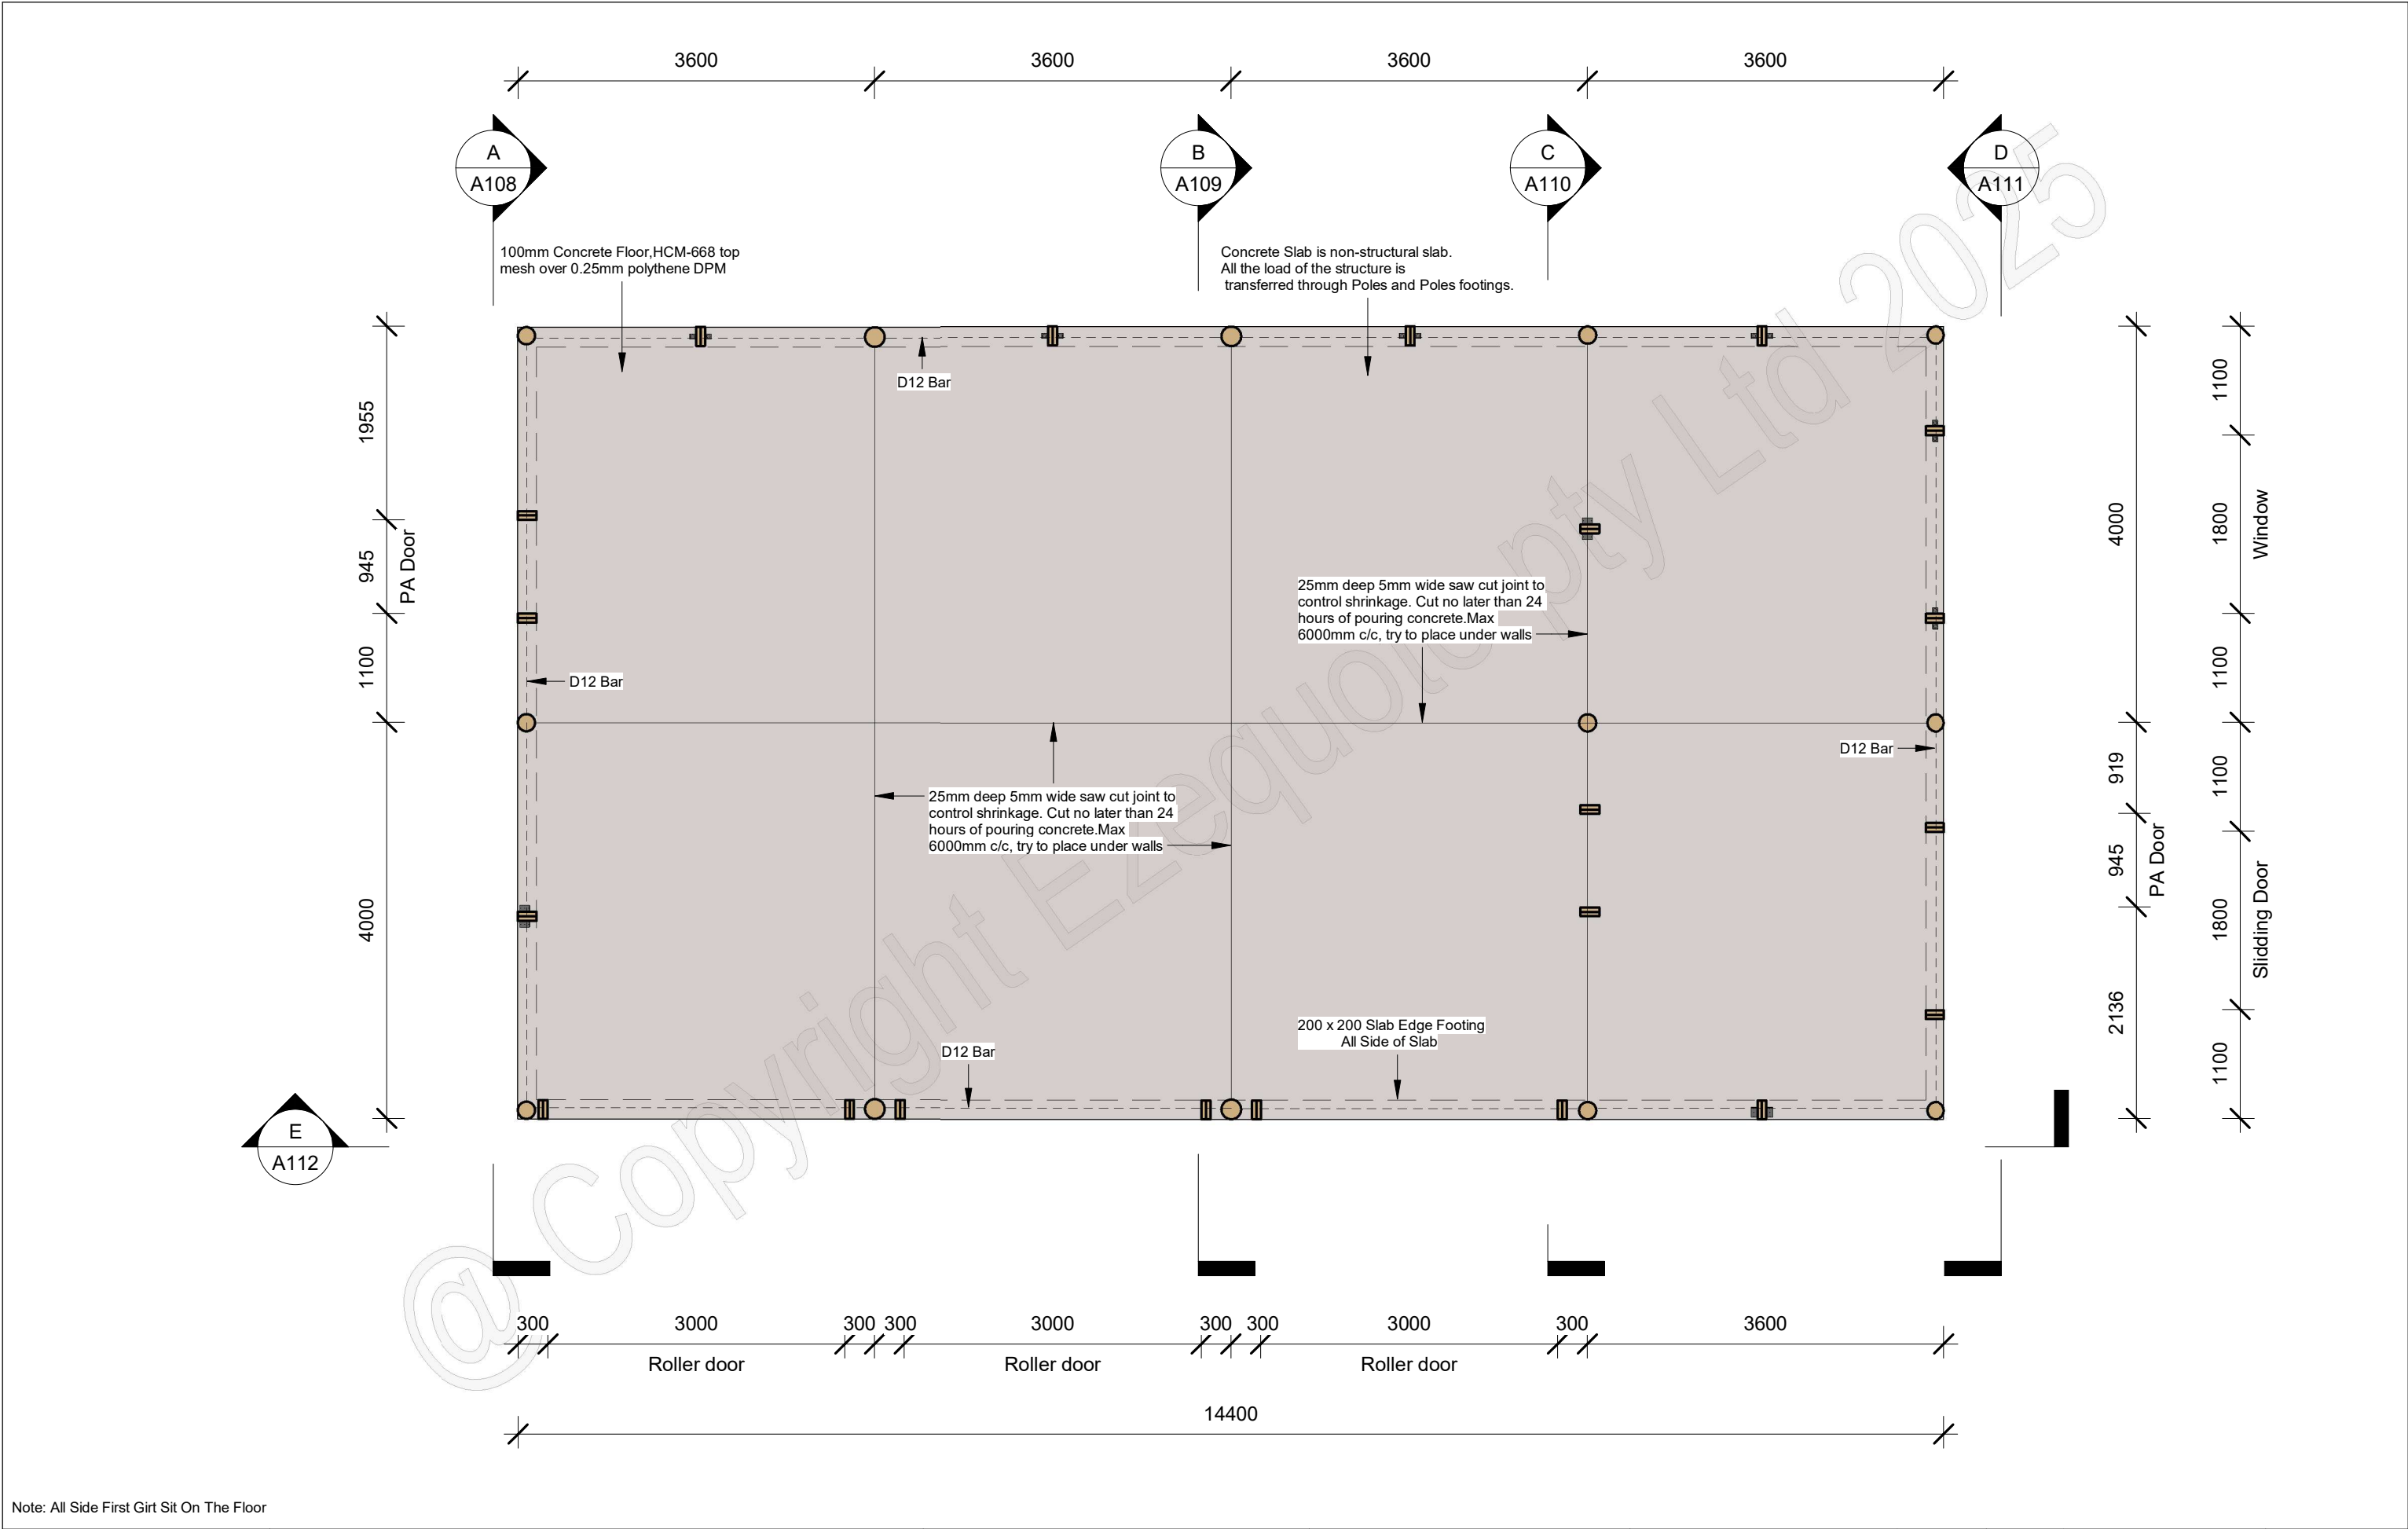 3600
3600
3600
3600
A
A108
B
A109
C
A110
D
A111
100mm Concrete Floor,HCM-668 top
mesh over 0.25mm polythene DPM
Concrete Slab is non-structural slab.
All the load of the structure is
transferred through Poles and Poles footings.
D12 Bar
1955
945
PA Door
1100
4000
D12 Bar
25mm deep 5mm wide saw cut joint to
control shrinkage. Cut no later than 24
hours of pouring concrete.Max
6000mm c/c, try to place under walls
25mm deep 5mm wide saw cut joint to
control shrinkage. Cut no later than 24
hours of pouring concrete.Max
6000mm c/c, try to place under walls
D12 Bar
4000
919
945
PA Door
2136
1100
1800
Window
1100
1100
1800
Slidding Door
1100
D12 Bar
200 x 200 Slab Edge Footing
All Side of Slab
E
A112
300
3000
300
300
3000
300
300
3000
300
3600
Roller door
Roller door
Roller door
14400
Note: All Side First Girt Sit On The Floor
@ Copyright Ezequote pty Ltd 2025